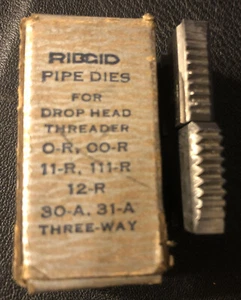 RIDGID
PIPE DIES
FOR
DROP HEAD
THREADER
O-R, OO-R
11-R, 111-R
12-R
30-A, 31-A
THREE-WAY